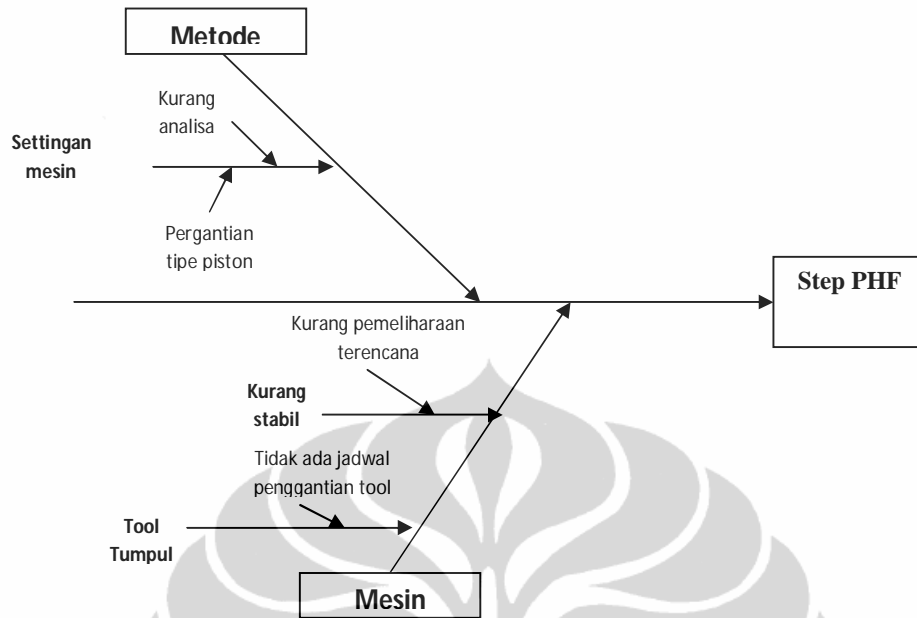 Metode
Kurang
analisa
Settingan
mesin
Pergantian
tipe piston
Step PHF
Kurang pemeliharaan
terencana
Kurang
stabil
Tidak ada jadwal
penggantian tool
Tool
Tumpul
Mesin